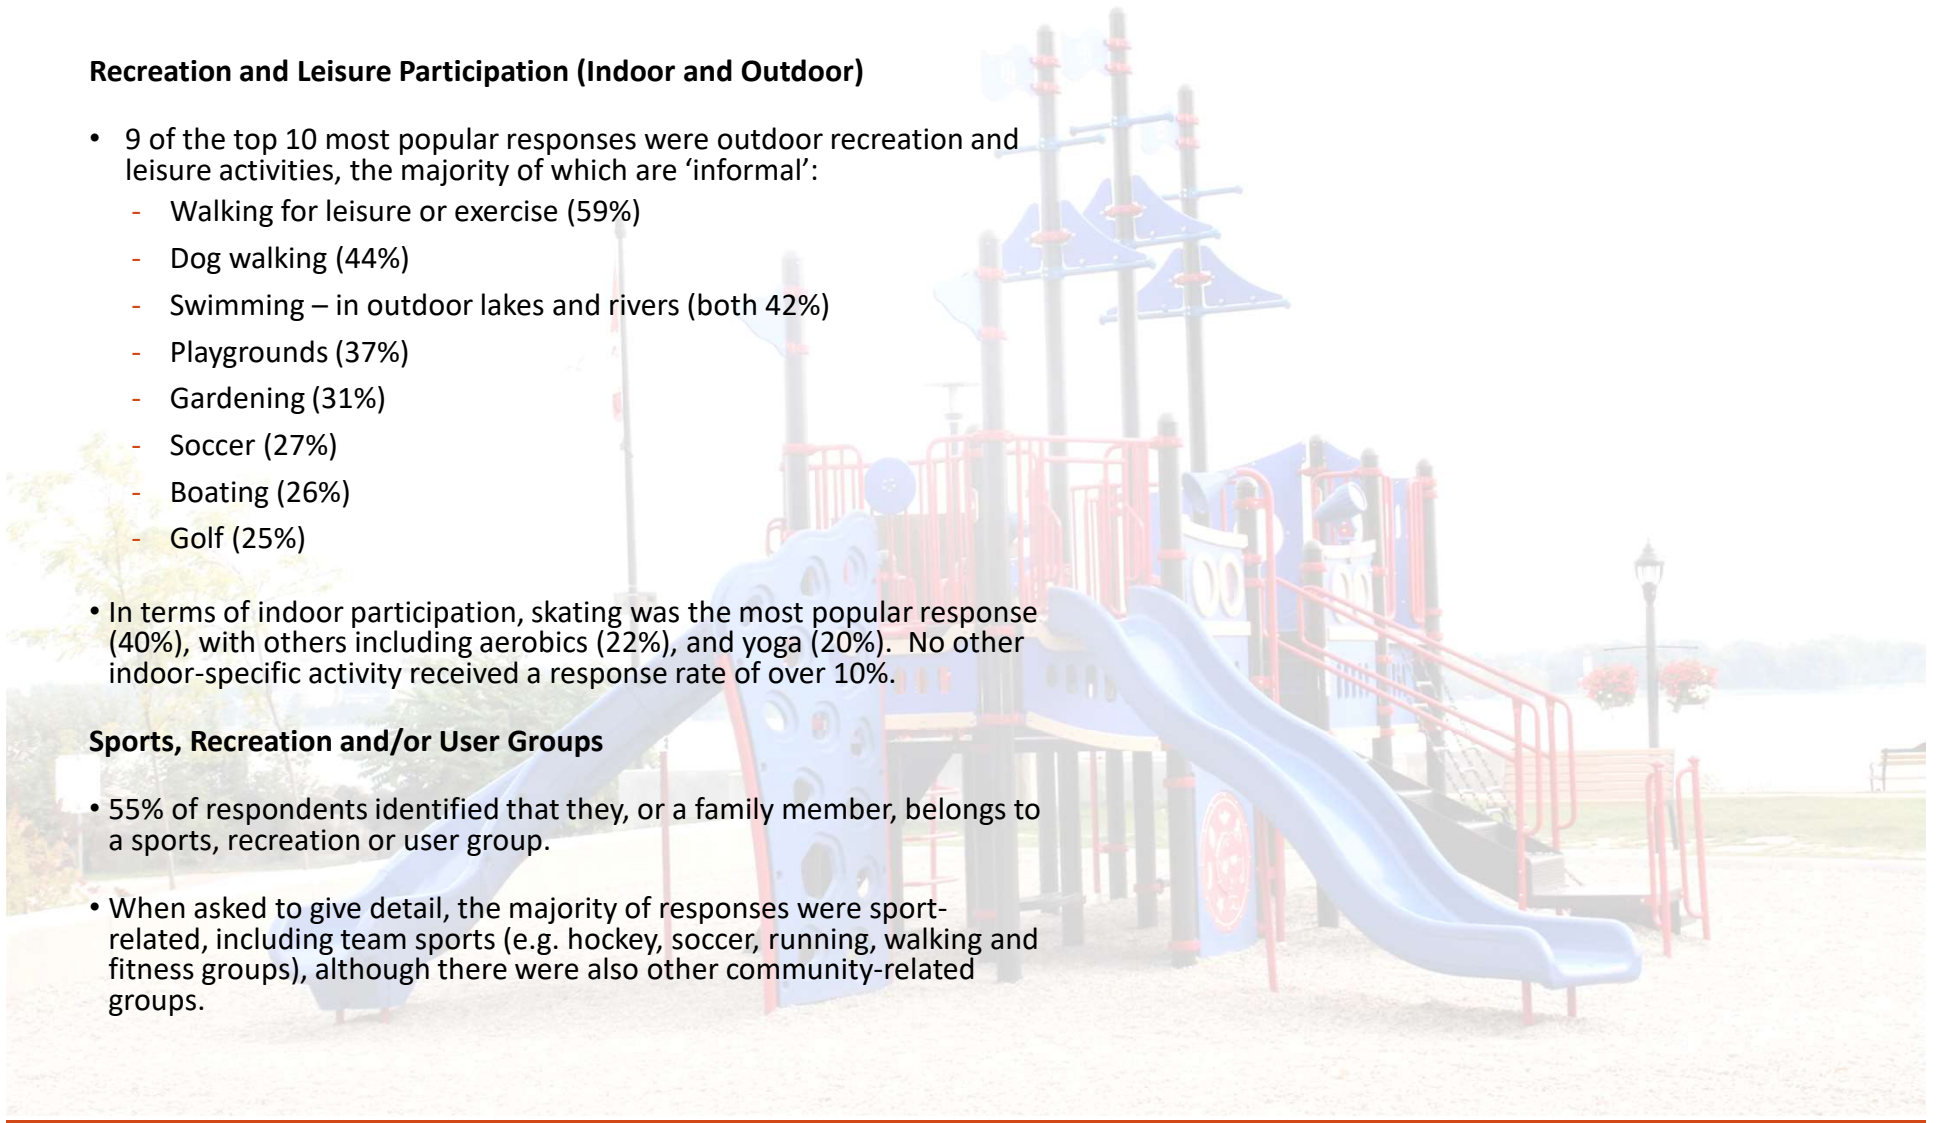 Recreation and Leisure Participation (Indoor and Outdoor)
• 9 of the top 10 most popular responses were outdoor recreation and
leisure activities, the majority of which are ‘informal’:
- Walking for leisure or exercise (59%)
- Dog walking (44%)
- Swimming – in outdoor lakes and rivers (both 42%)
- Playgrounds (37%)
- Gardening (31%)
- Soccer (27%)
- Boating (26%)
- Golf (25%)
• In terms of indoor participation, skating was the most popular response
(40%), with others including aerobics (22%), and yoga (20%).  No other
indoor-specific activity received a response rate of over 10%.
Sports, Recreation and/or User Groups
• 55% of respondents identified that they, or a family member, belongs to
a sports, recreation or user group.
• When asked to give detail, the majority of responses were sport-
related, including team sports (e.g. hockey, soccer, running, walking and
fitness groups), although there were also other community-related
groups.